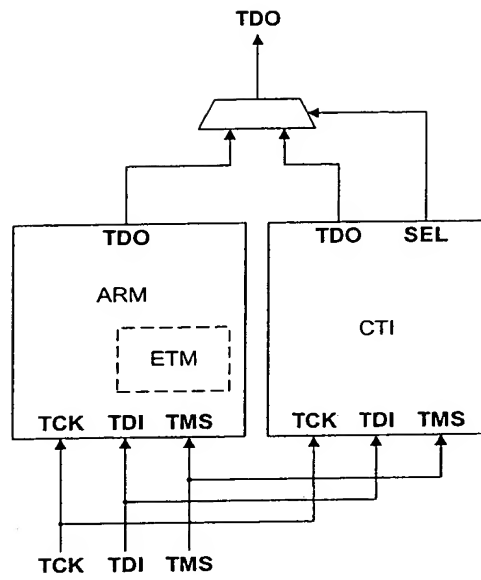 TDO
TDO
TDO SEL
ARM
CTI
ETM
TCK TDI TMS
TCK TDI TMS
TCK TDI TMS